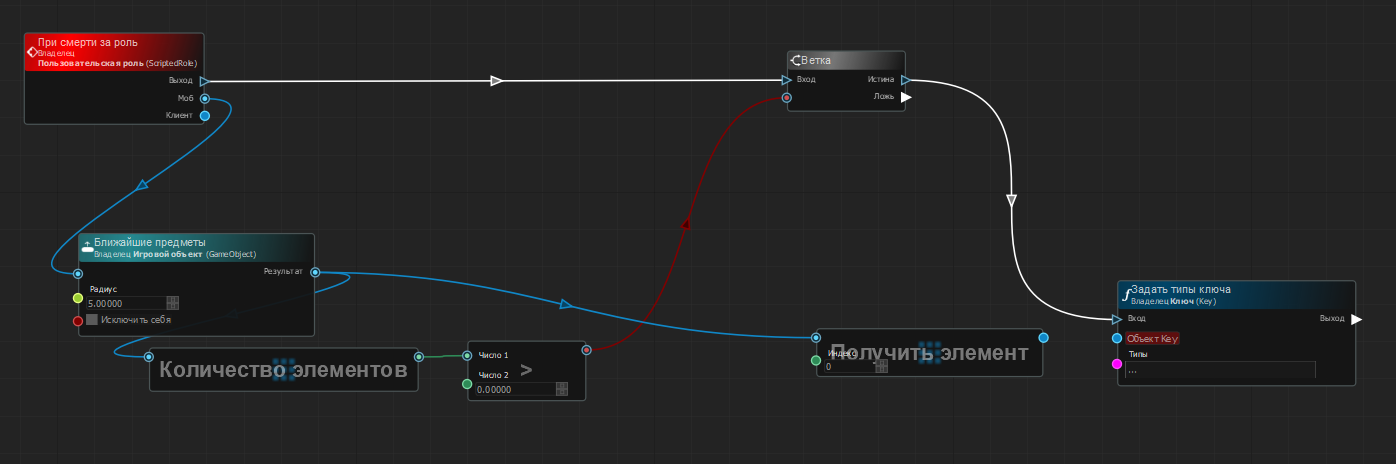 При смерти за роль
Владелец
Пользовательская роль (ScriptedRole)
Выход
Моб
Клиент
Ветка
Вход
Истина
Ложь
Ближайшие предметы
Владелец Игровой объект (GameObject)
Результат
Радиус
5.00000
Исключить себя
Количество элементов
Число 1
Число 2
>
0.00000
Получить элемент
Индекс
0
Задать типы ключа
Владелец Ключ (Key)
Вход
Выход
Объект Key
Типы
...